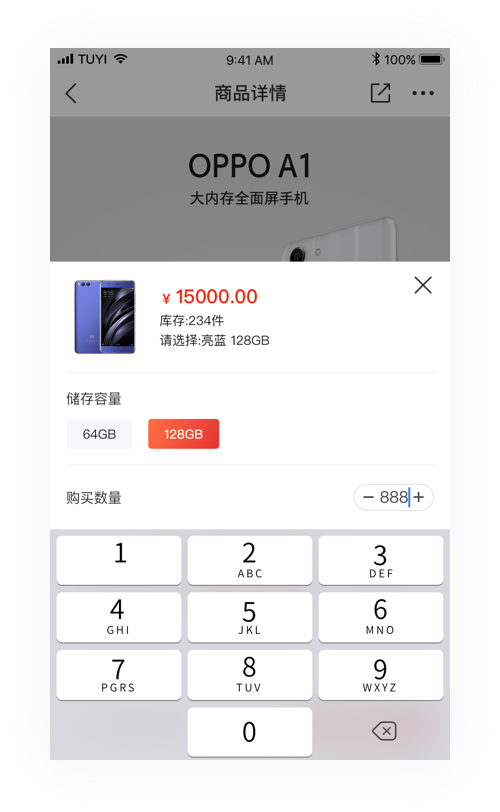 TUYI 9:41 AM 100%
商品详情
OPPO A1
大内存全面屏手机
¥ 15000.00
库存:234件
请选择:亮蓝 128GB
储存容量
64GB 128GB
购买数量 − 888 +
1 2 3
ABC DEF
4 5 6
GHI JKL MNO
7 8 9
PGRS TUV WXYZ
0